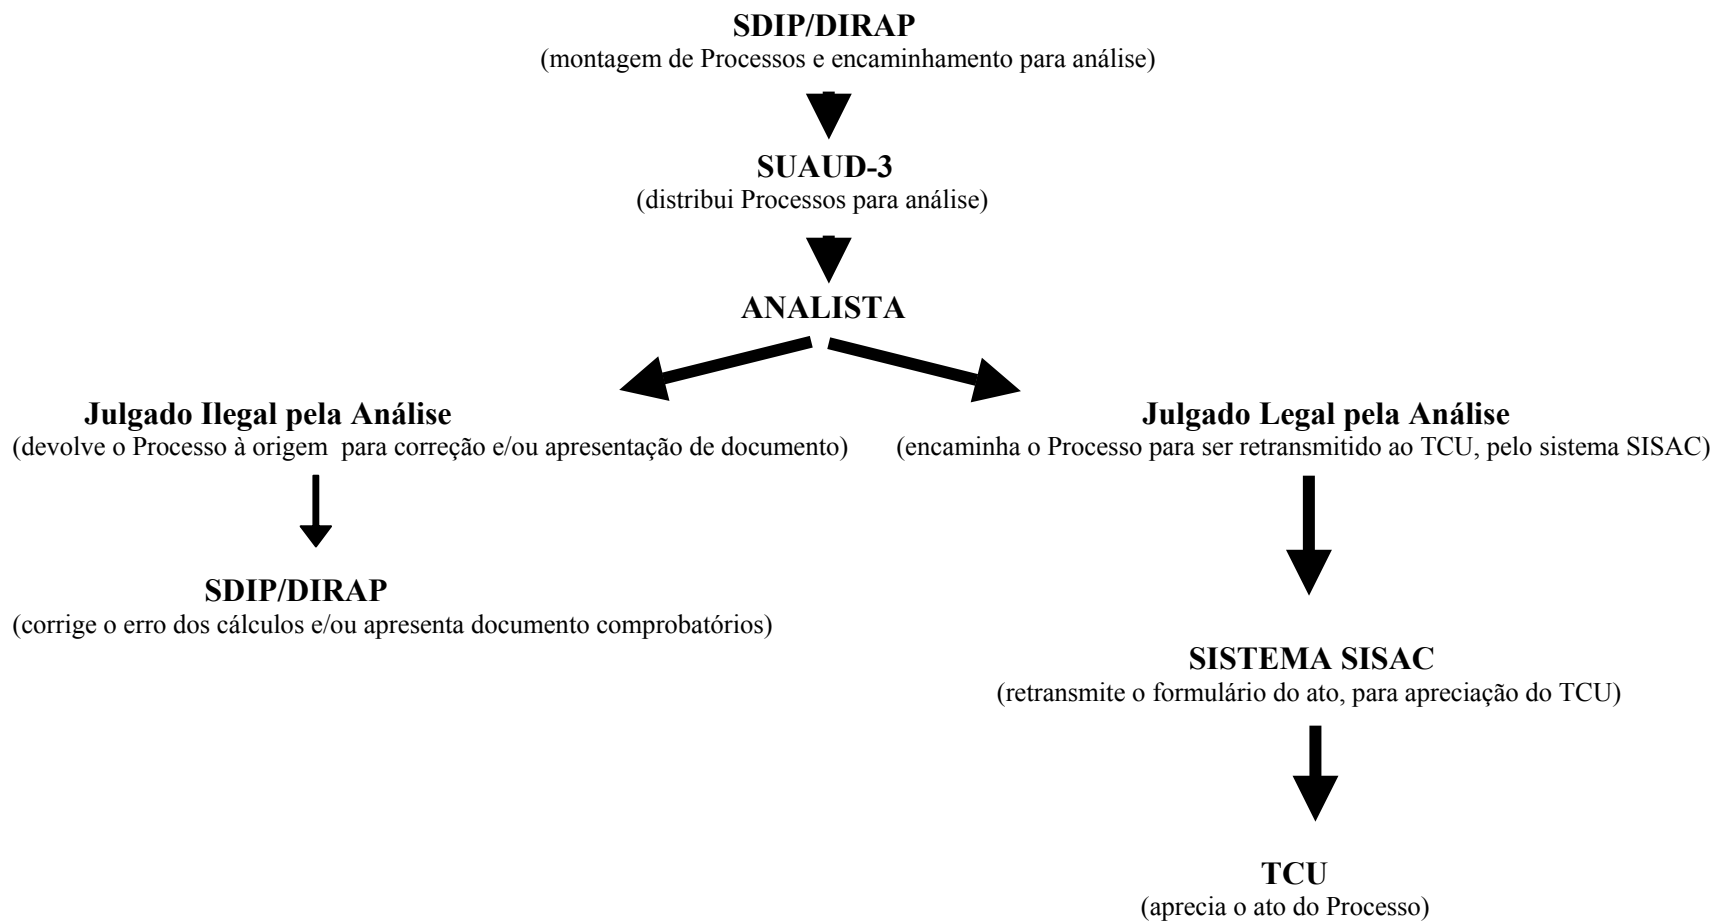 SDIP/DIRAP
(montagem de Processos e encaminhamento para análise)
SUAUD-3
(distribui Processos para análise)
ANALISTA
Julgado Ilegal pela Análise
(devolve o Processo à origem para correção e/ou apresentação de documento)
Julgado Legal pela Análise
(encaminha o Processo para ser retransmitido ao TCU, pelo sistema SISAC)
SDIP/DIRAP
(corrige o erro dos cálculos e/ou apresenta documento comprobatórios)
SISTEMA SISAC
(retransmite o formulário do ato, para apreciação do TCU)
TCU
(aprecia o ato do Processo)